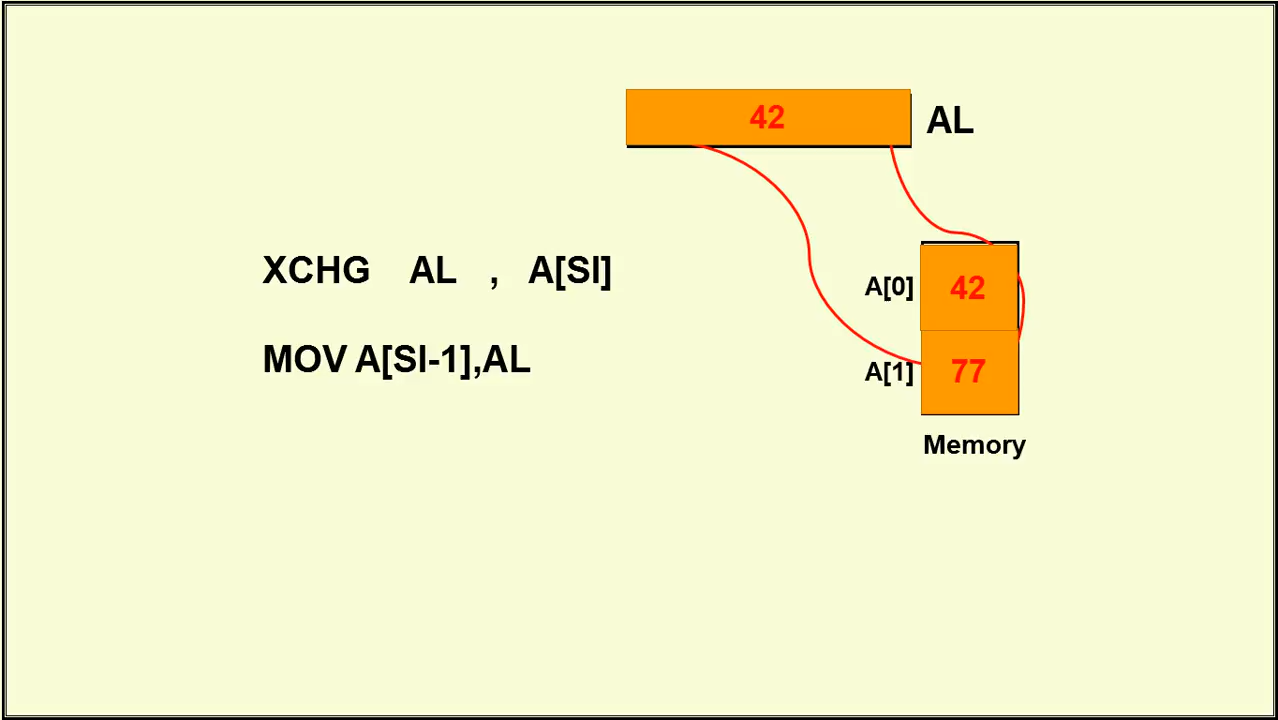 42 AL
XCHG AL , A[SI]
A[0] 42
MOV A[SI-1],AL
A[1] 77
Memory